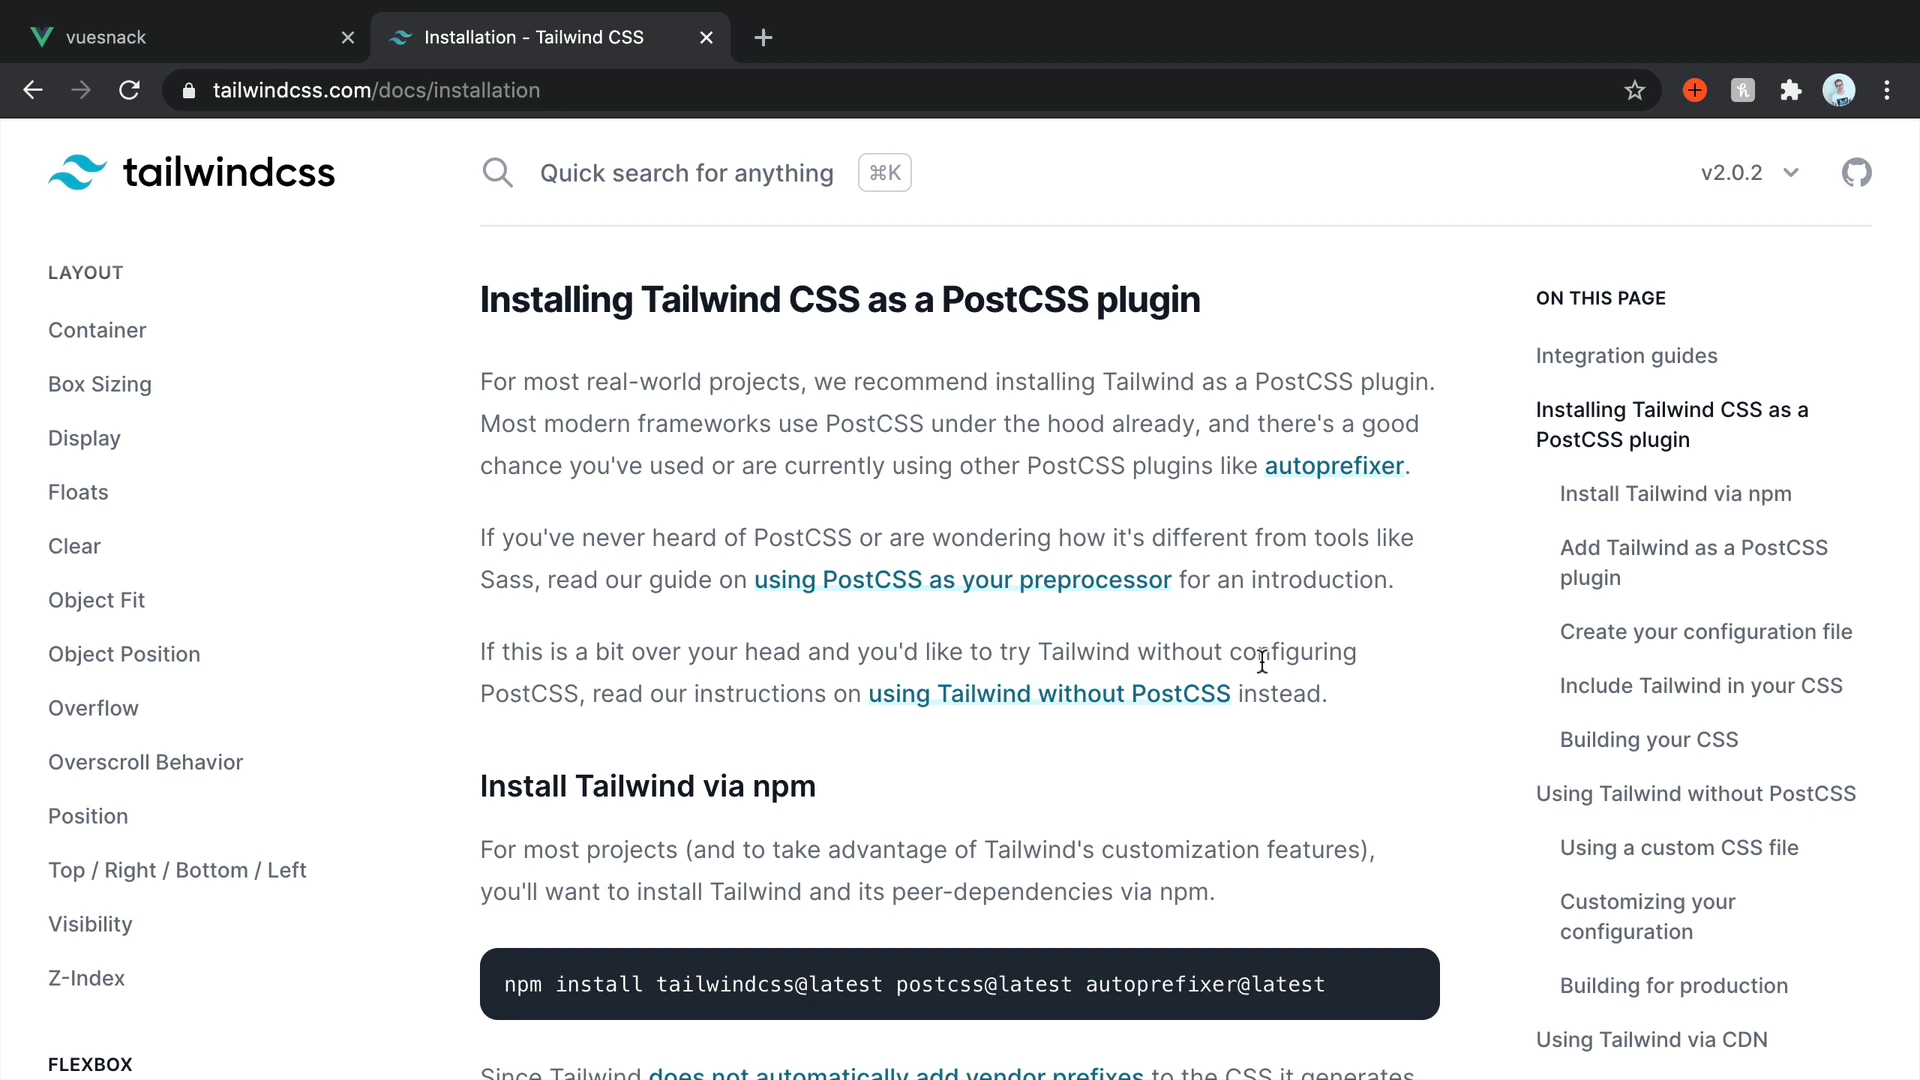 vuesnack
Installation - Tailwind CSS
tailwindcss.com/docs/installation
tailwindcss
Quick search for anything
⌘K
v2.0.2
LAYOUT
Container
Box Sizing
Display
Floats
Clear
Object Fit
Object Position
Overflow
Overscroll Behavior
Position
Top / Right / Bottom / Left
Visibility
Z-Index
FLEXBOX
Installing Tailwind CSS as a PostCSS plugin
For most real-world projects, we recommend installing Tailwind as a PostCSS plugin.
Most modern frameworks use PostCSS under the hood already, and there's a good
chance you've used or are currently using other PostCSS plugins like autoprefixer.
If you've never heard of PostCSS or are wondering how it's different from tools like
Sass, read our guide on using PostCSS as your preprocessor for an introduction.
If this is a bit over your head and you'd like to try Tailwind without configuring
PostCSS, read our instructions on using Tailwind without PostCSS instead.
Install Tailwind via npm
For most projects (and to take advantage of Tailwind's customization features),
you'll want to install Tailwind and its peer-dependencies via npm.
npm install tailwindcss@latest postcss@latest autoprefixer@latest
Since Tailwind does not automatically add vendor prefixes to the CSS it generates
ON THIS PAGE
Integration guides
Installing Tailwind CSS as a
PostCSS plugin
Install Tailwind via npm
Add Tailwind as a PostCSS
plugin
Create your configuration file
Include Tailwind in your CSS
Building your CSS
Using Tailwind without PostCSS
Using a custom CSS file
Customizing your
configuration
Building for production
Using Tailwind via CDN